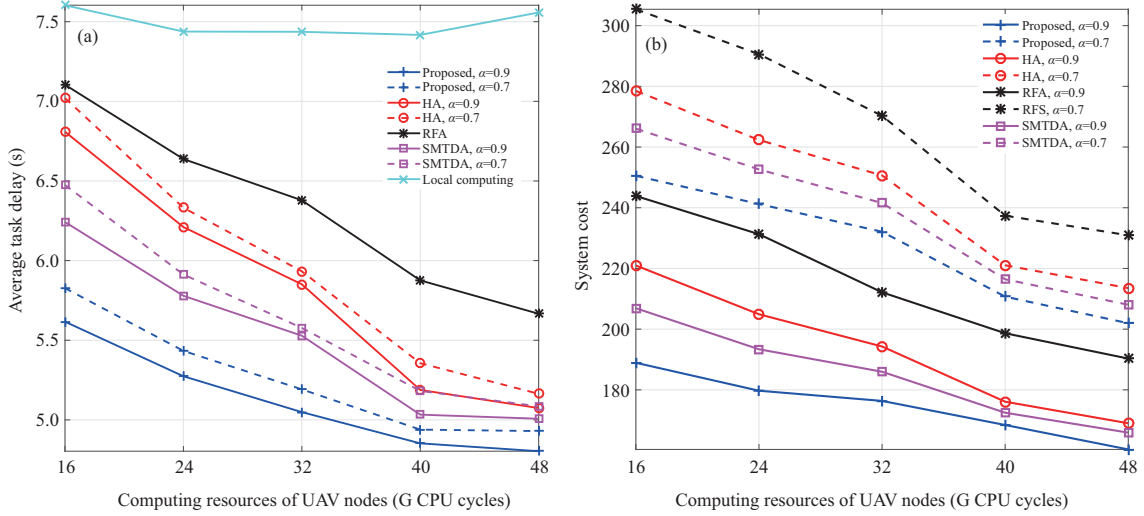 (a)
7.5
7.0
6.5
6.0
5.5
5.0
Average task delay (s)
Proposed, α=0.9
Proposed, α=0.7
HA, α=0.9
HA, α=0.7
RFA
SMTDA, α=0.9
SMTDA, α=0.7
Local computing
16 24 32 40 48
Computing resources of UAV nodes (G CPU cycles)
(b)
300
280
260
240
220
200
180
System cost
Proposed, α=0.9
Proposed, α=0.7
HA, α=0.9
HA, α=0.7
RFA, α=0.9
RFS, α=0.7
SMTDA, α=0.9
SMTDA, α=0.7
16 24 32 40 48
Computing resources of UAV nodes (G CPU cycles)